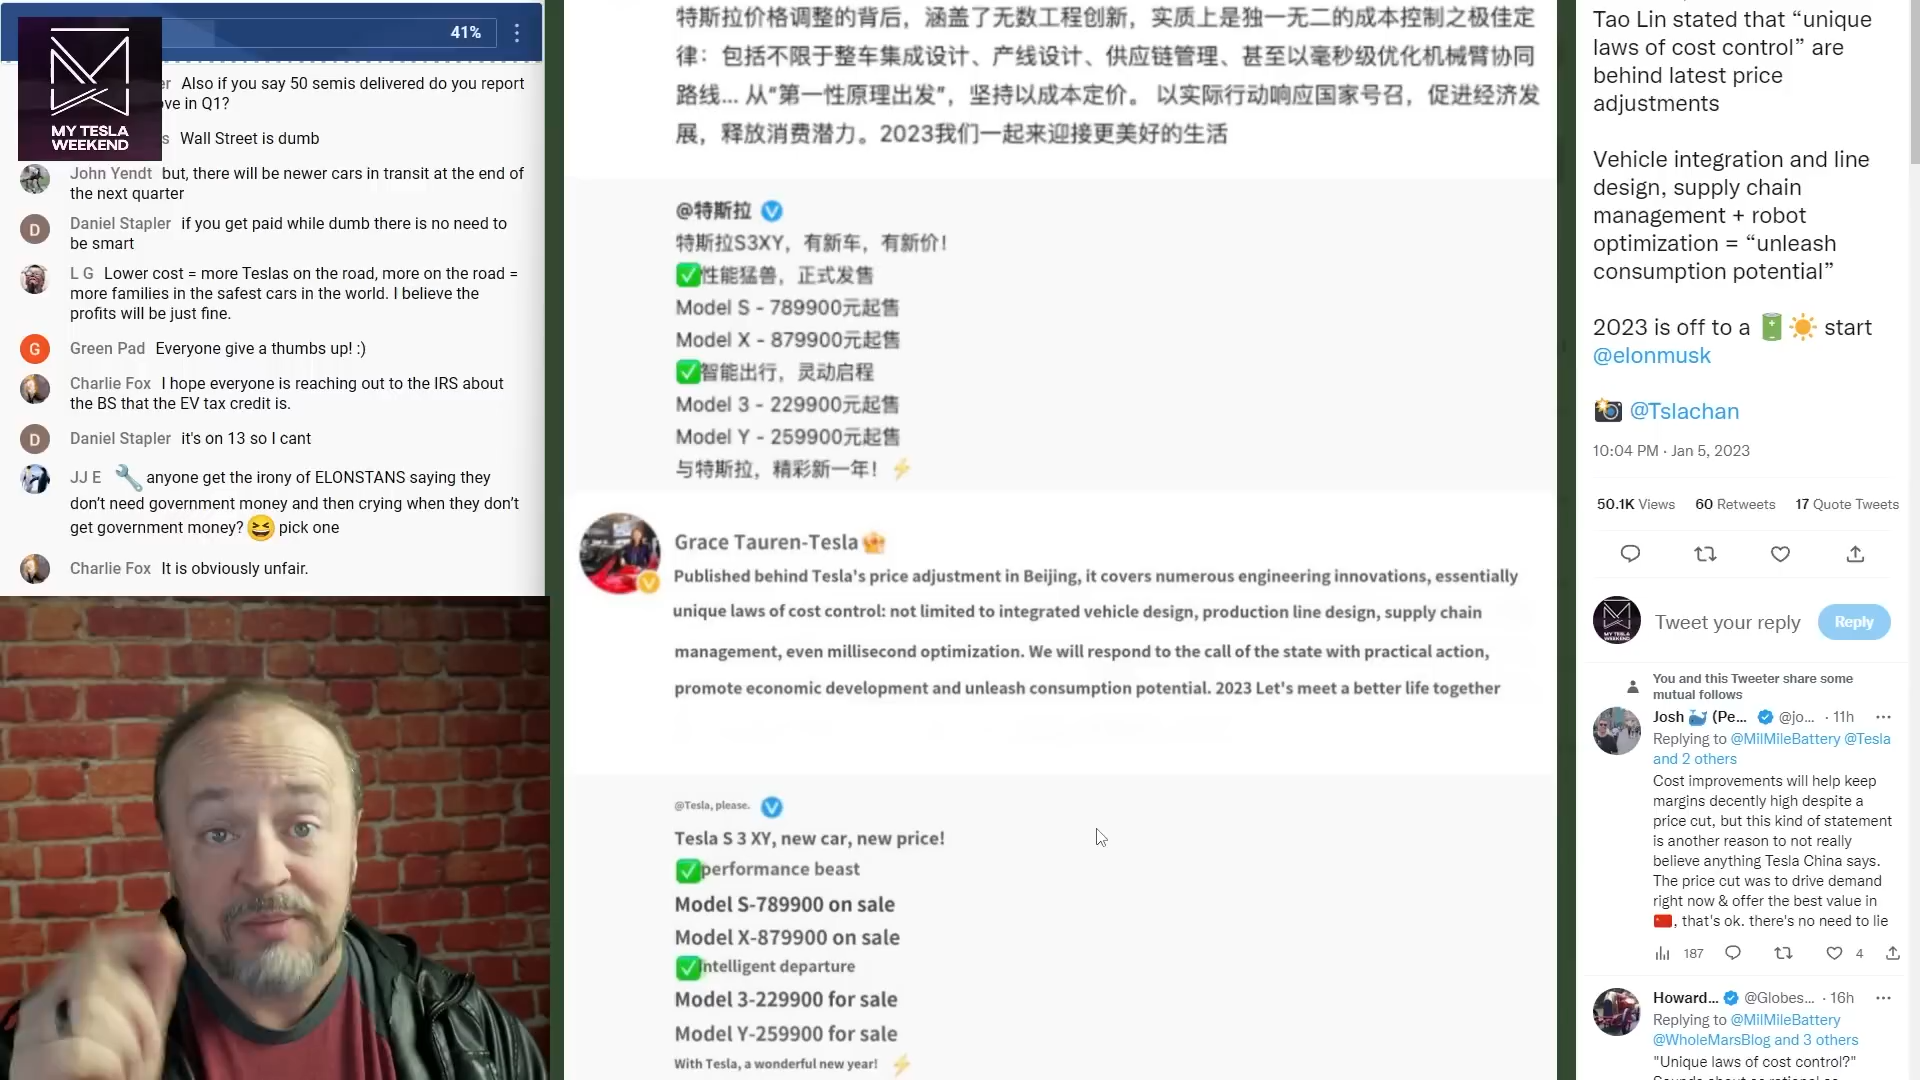 41%
MY TESLA
WEEKEND
er Also if you say 50 semis delivered do you report
ove in Q1?
s Wall Street is dumb
John Yendt but, there will be newer cars in transit at the end of
the next quarter
Daniel Stapler if you get paid while dumb there is no need to
be smart
L G Lower cost = more Teslas on the road, more on the road =
more families in the safest cars in the world. I believe the
profits will be just fine.
Green Pad Everyone give a thumbs up! :)
Charlie Fox I hope everyone is reaching out to the IRS about
the BS that the EV tax credit is.
Daniel Stapler it's on 13 so I cant
JJ E 🔧 anyone get the irony of ELONSTANS saying they
don't need government money and then crying when they don't
get government money? 😆 pick one
Charlie Fox It is obviously unfair.
特斯拉价格调整的背后，涵盖了无数工程创新，实质上是独一无二的成本控制之极佳定
律：包括不限于整车集成设计、产线设计、供应链管理、甚至以毫秒级优化机械臂协同
路线... 从“第一性原理出发”，坚持以成本定价。 以实际行动响应国家号召，促进经济发
展，释放消费潜力。2023我们一起来迎接更美好的生活
@特斯拉
特斯拉S3XY，有新车，有新价！
✅性能猛兽，正式发售
Model S - 789900元起售
Model X - 879900元起售
✅智能出行，灵动启程
Model 3 - 229900元起售
Model Y - 259900元起售
与特斯拉，精彩新一年！⚡
Grace Tauren-Tesla
Published behind Tesla's price adjustment in Beijing, it covers numerous engineering innovations, essentially
unique laws of cost control: not limited to integrated vehicle design, production line design, supply chain
management, even millisecond optimization. We will respond to the call of the state with practical action,
promote economic development and unleash consumption potential. 2023 Let's meet a better life together
@Tesla, please.
Tesla S 3 XY, new car, new price!
✅performance beast
Model S-789900 on sale
Model X-879900 on sale
✅Intelligent departure
Model 3-229900 for sale
Model Y-259900 for sale
With Tesla, a wonderful new year! ⚡
Tao Lin stated that “unique
laws of cost control” are
behind latest price
adjustments
Vehicle integration and line
design, supply chain
management + robot
optimization = “unleash
consumption potential”
2023 is off to a 🔋☀️ start
@elonmusk
📸 @Tslachan
10:04 PM · Jan 5, 2023
50.1K Views 60 Retweets 17 Quote Tweets
MY TESLA
WEEKEND
Tweet your reply Reply
You and this Tweeter share some
mutual follows
Josh 🐳 (Pe... @jo... · 11h
Replying to @MilMileBattery @Tesla
and 2 others
Cost improvements will help keep
margins decently high despite a
price cut, but this kind of statement
is another reason to not really
believe anything Tesla China says.
The price cut was to drive demand
right now & offer the best value in
🇨🇳, that's ok. there's no need to lie
187 4
Howard... @Globes... · 16h
Replying to @MilMileBattery
@WholeMarsBlog and 3 others
"Unique laws of cost control?"